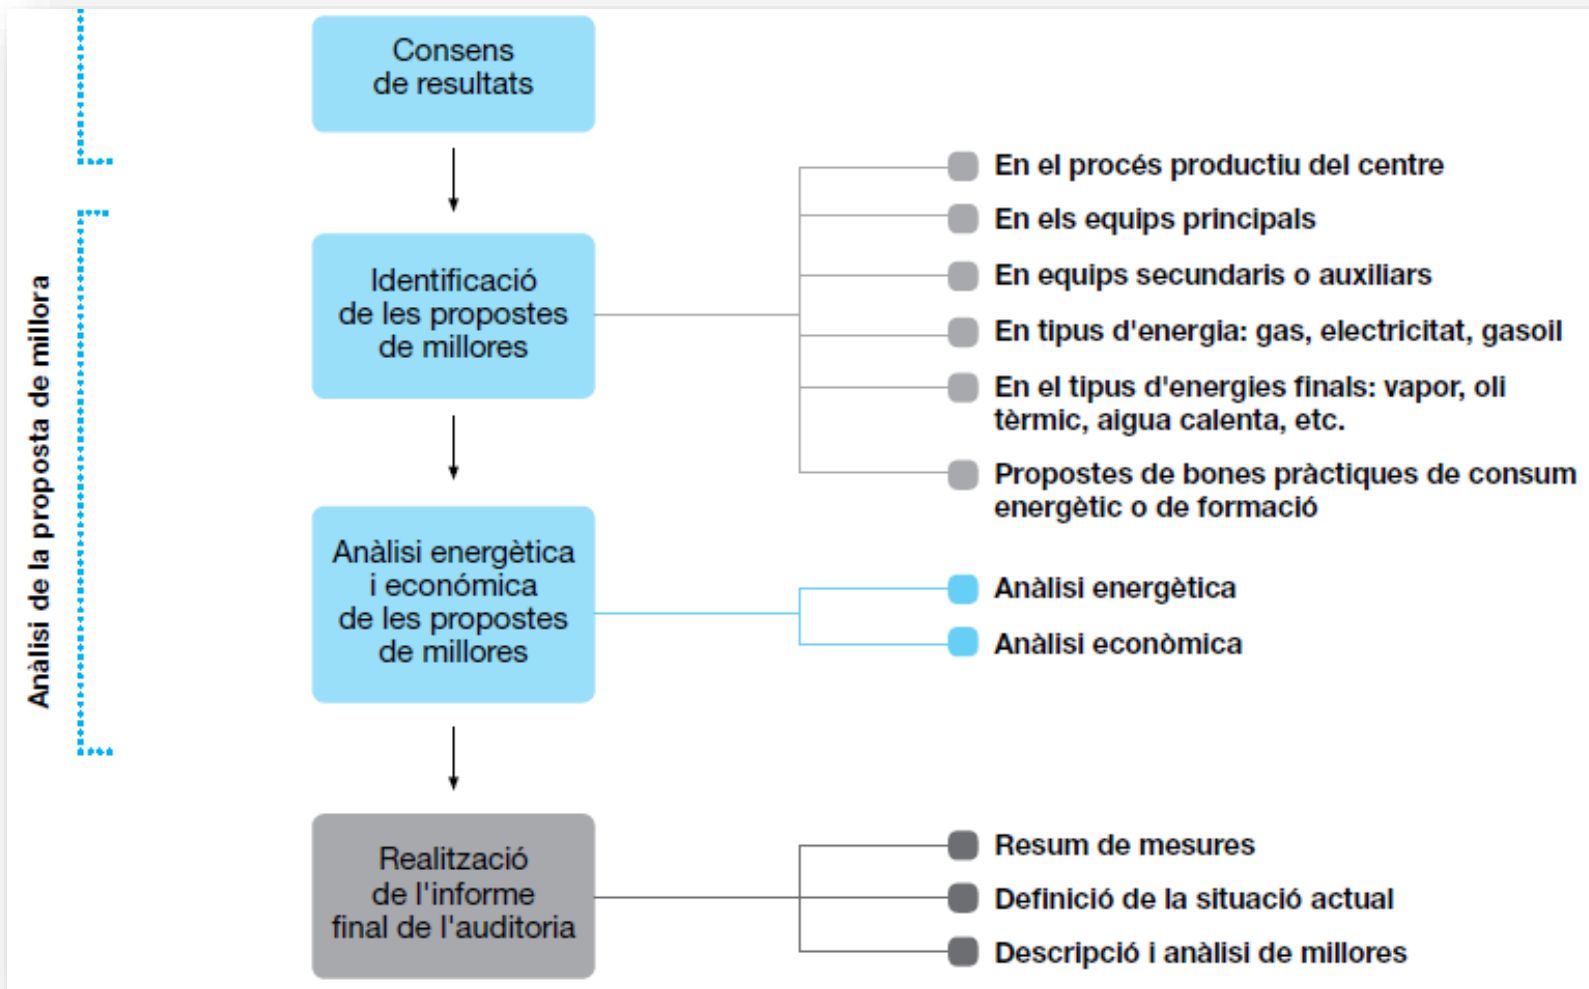 Consens
de resultats
En el procés productiu del centre
En els equips principals
Identificació
de les propostes
de millores
En equips secundaris o auxiliars
En tipus d'energia: gas, electricitat, gasoil
En el tipus d'energies finals: vapor, oli
tèrmic, aigua calenta, etc.
Propostes de bones pràctiques de consum
energètic o de formació
Anàlisi de la proposta de millora
Anàlisi energètica
i económica
de les propostes
de millores
Anàlisi energètica
Anàlisi econòmica
Realització
de l'informe
final de l'auditoria
Resum de mesures
Definició de la situació actual
Descripció i anàlisi de millores